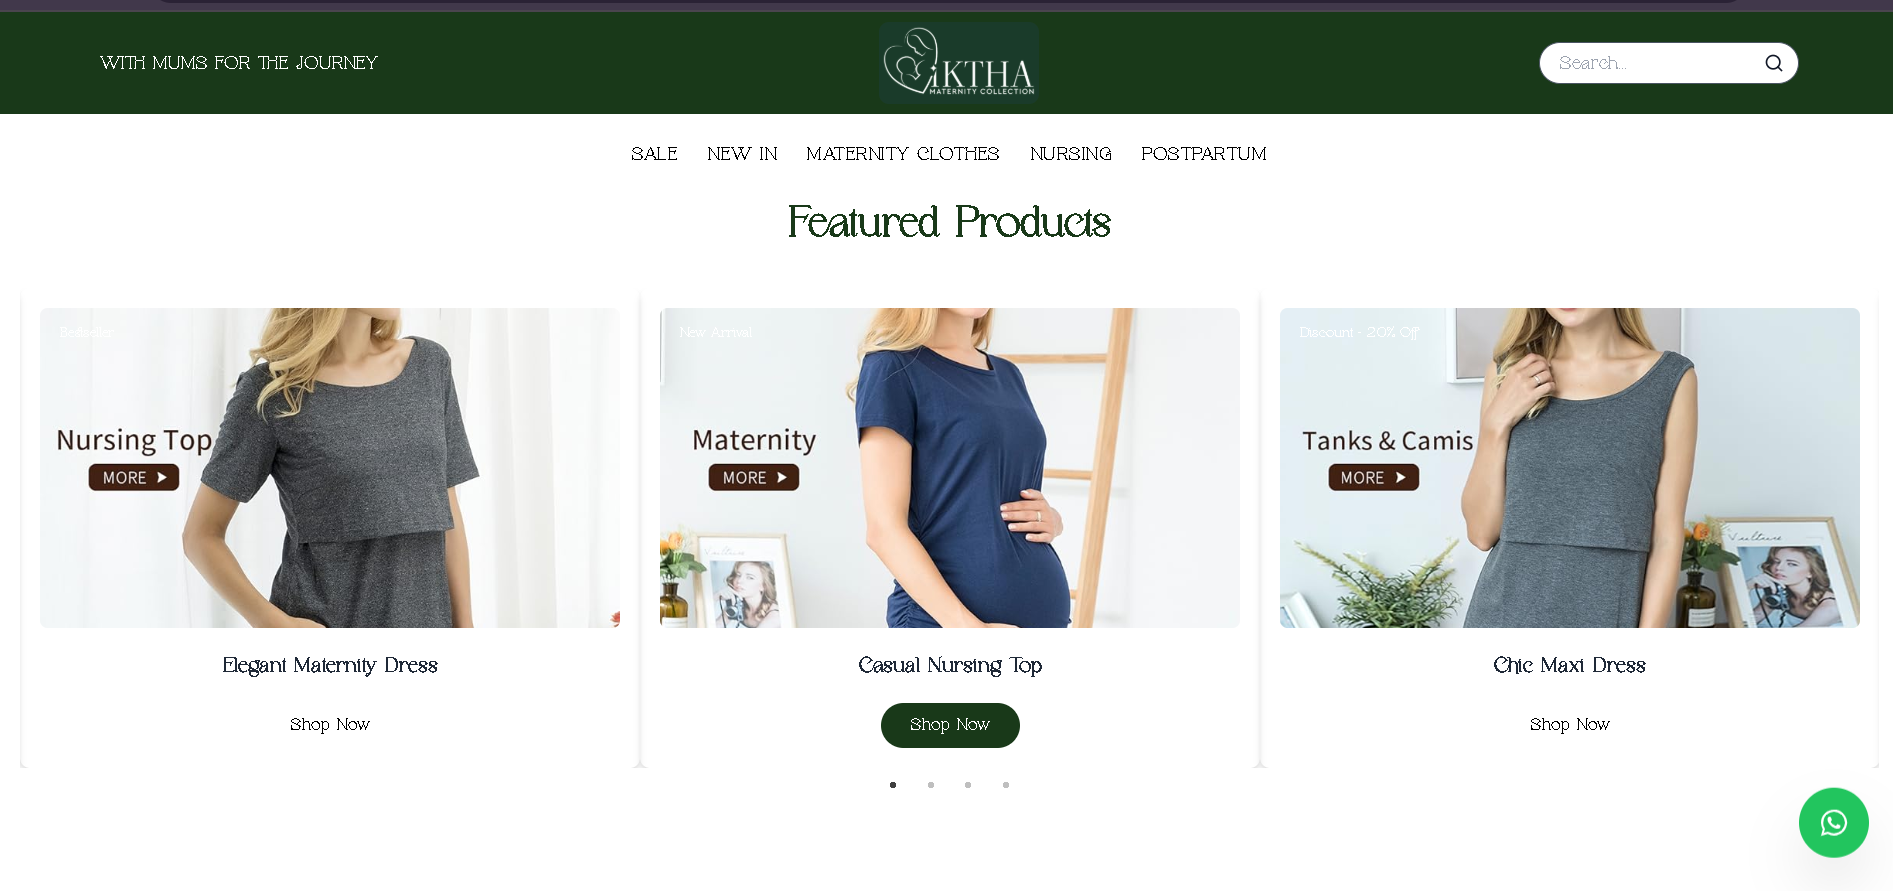 WITH MUMS FOR THE JOURNEY
ViKTHA
MATERNITY COLLECTION
Search...
SALE NEW IN MATERNITY CLOTHES NURSING POSTPARTUM
Featured Products
Bestseller
Nursing Top
MORE
New Arrival
Maternity
MORE
Discount - 20% Off
Tanks & Camis
MORE
Elegant Maternity Dress
Shop Now
Casual Nursing Top
Shop Now
Chic Maxi Dress
Shop Now